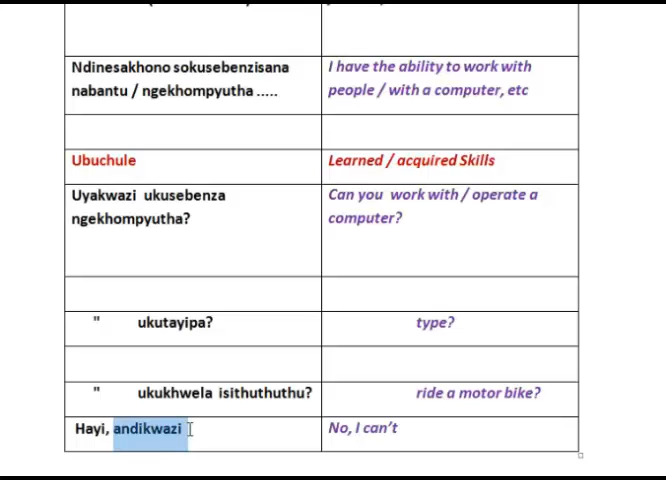 Ndinesakhono sokusebenzisana
nabantu / ngekhompyutha .....
I have the ability to work with
people / with a computer, etc
Ubuchule
Learned / acquired Skills
Uyakwazi ukusebenza
ngekhompyutha?
Can you work with / operate a
computer?
" ukutayipa?
type?
" ukukhwela isithuthuthu?
ride a motor bike?
Hayi, andikwazi
No, I can't